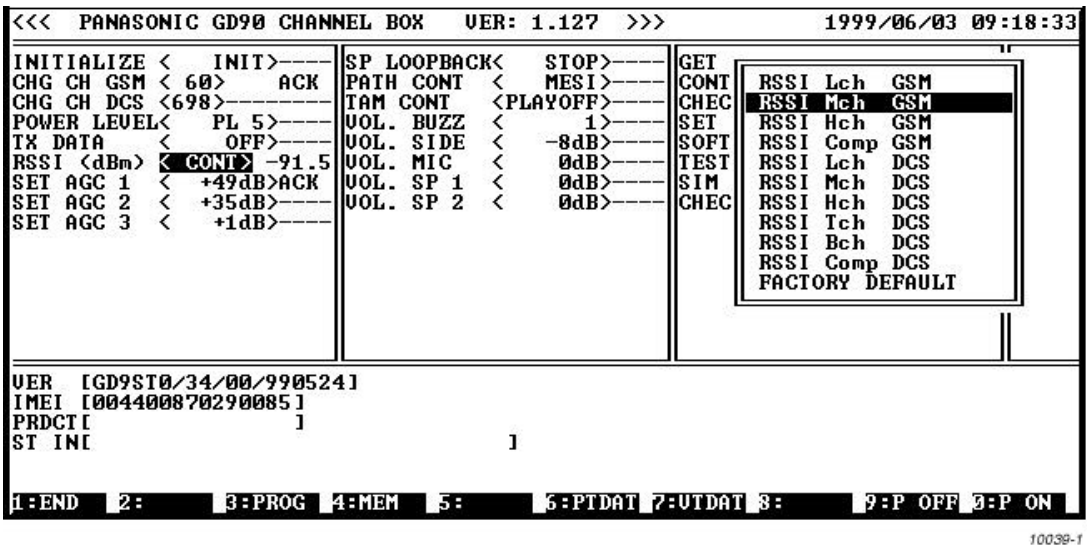 <<< PANASONIC GD90 CHANNEL BOX VER: 1.127 >>> 1999/06/03 09:18:33
INITIALIZE < INIT>----
CHG CH GSM < 60> ACK
CHG CH DCS <698>---------
POWER LEVEL< PL 5>----
TX DATA < OFF>----
RSSI (dBm) < CONT> -91.5
SET AGC 1 < +49dB>ACK
SET AGC 2 < +35dB>----
SET AGC 3 < +1dB>----
SP LOOPBACK< STOP>----
PATH CONT < MESI>----
TAM CONT <PLAYOFF>----
VOL. BUZZ < 1>----
VOL. SIDE < -8dB>----
VOL. MIC < 0dB>----
VOL. SP 1 < 0dB>----
VOL. SP 2 < 0dB>----
GET
CONT
CHEC
SET
SOFT
TEST
SIM
CHEC
RSSI Lch GSM
RSSI Mch GSM
RSSI Hch GSM
RSSI Comp GSM
RSSI Lch DCS
RSSI Mch DCS
RSSI Hch DCS
RSSI Tch DCS
RSSI Bch DCS
RSSI Comp DCS
FACTORY DEFAULT
VER [GD9ST0/34/00/990524]
IMEI [004400870290085]
PRDCT[ ]
ST IN[ ]
1:END 2: 3:PROG 4:MEM 5: 6:PTDAT 7:VTDAT 8: 9:P OFF 0:P ON
10039-1